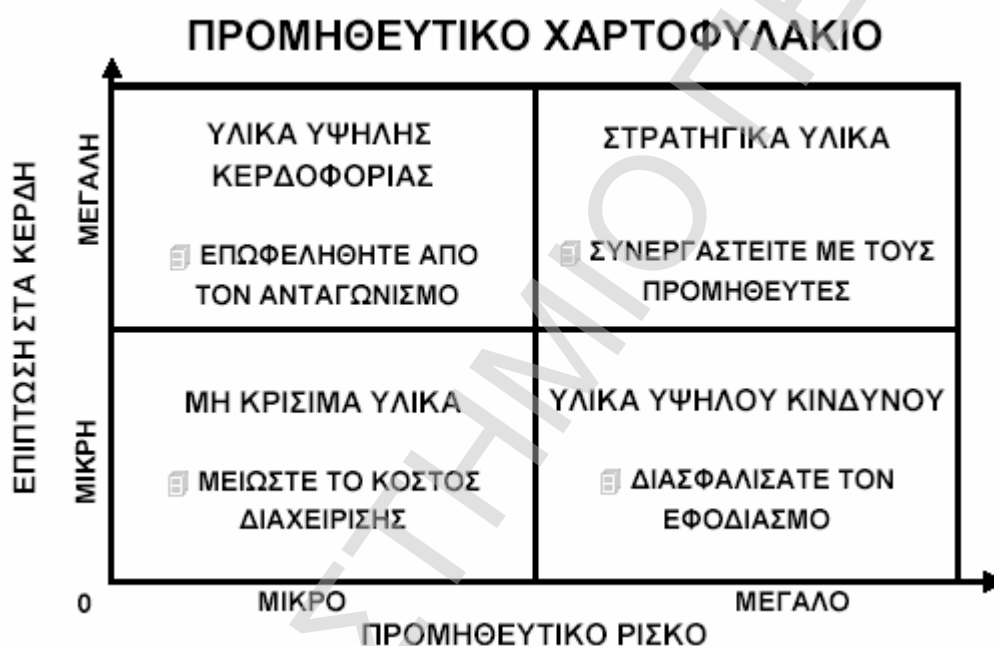 ΠΡΟΜΗΘΕΥΤΙΚΟ ΧΑΡΤΟΦΥΛΑΚΙΟ
ΕΠΙΠΤΩΣΗ ΣΤΑ ΚΕΡΔΗ
ΜΕΓΑΛΗ
ΥΛΙΚΑ ΥΨΗΛΗΣ
ΚΕΡΔΟΦΟΡΙΑΣ
ΕΠΩΦΕΛΗΘΗΤΕ ΑΠΟ
ΤΟΝ ΑΝΤΑΓΩΝΙΣΜΟ
ΣΤΡΑΤΗΓΙΚΑ ΥΛΙΚΑ
ΣΥΝΕΡΓΑΣΤΕΙΤΕ ΜΕ ΤΟΥΣ
ΠΡΟΜΗΘΕΥΤΕΣ
ΜΙΚΡΗ
ΜΗ ΚΡΙΣΙΜΑ ΥΛΙΚΑ
ΜΕΙΩΣΤΕ ΤΟ ΚΟΣΤΟΣ
ΔΙΑΧΕΙΡΙΣΗΣ
ΥΛΙΚΑ ΥΨΗΛΟΥ ΚΙΝΔΥΝΟΥ
ΔΙΑΣΦΑΛΙΣΑΤΕ ΤΟΝ
ΕΦΟΔΙΑΣΜΟ
0
ΜΙΚΡΟ
ΜΕΓΑΛΟ
ΠΡΟΜΗΘΕΥΤΙΚΟ ΡΙΣΚΟ